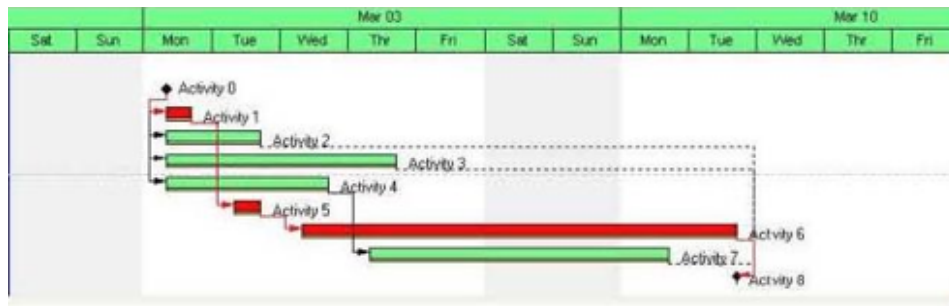 Mar 03 Mar 10
Sat Sun Mon Tue Wed Thr Fri Sat Sun Mon Tue Wed Thr Fri
Activity 0
Activity 1
Activity 2
Activity 3
Activity 4
Activity 5
Activity 6
Activity 7
Activity 8